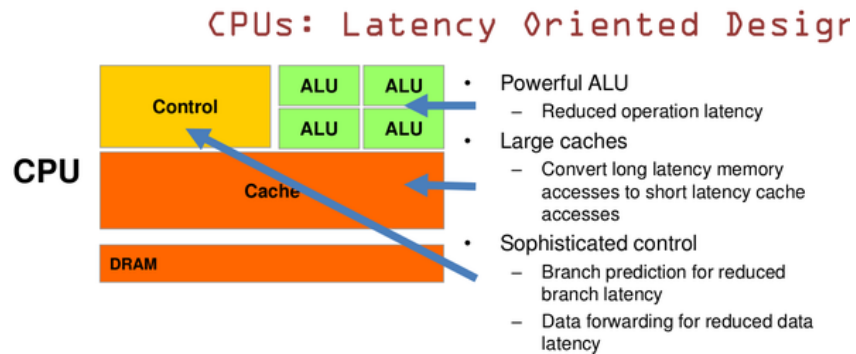 CPUs: Latency Oriented Design
CPU
Control
ALU ALU
ALU ALU
Cache
DRAM
• Powerful ALU
– Reduced operation latency
• Large caches
– Convert long latency memory
accesses to short latency cache
accesses
• Sophisticated control
– Branch prediction for reduced
branch latency
– Data forwarding for reduced data
latency